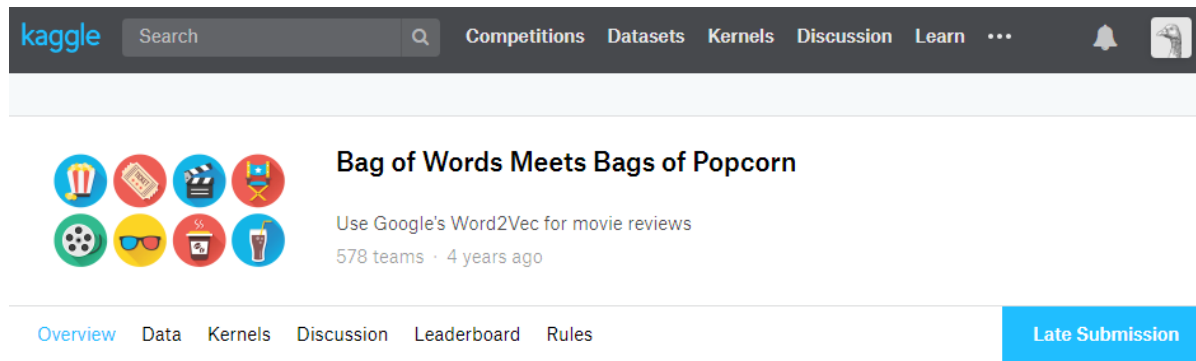 kaggle Search Competitions Datasets Kernels Discussion Learn •••
Bag of Words Meets Bags of Popcorn
Use Google's Word2Vec for movie reviews
578 teams · 4 years ago
Overview Data Kernels Discussion Leaderboard Rules Late Submission